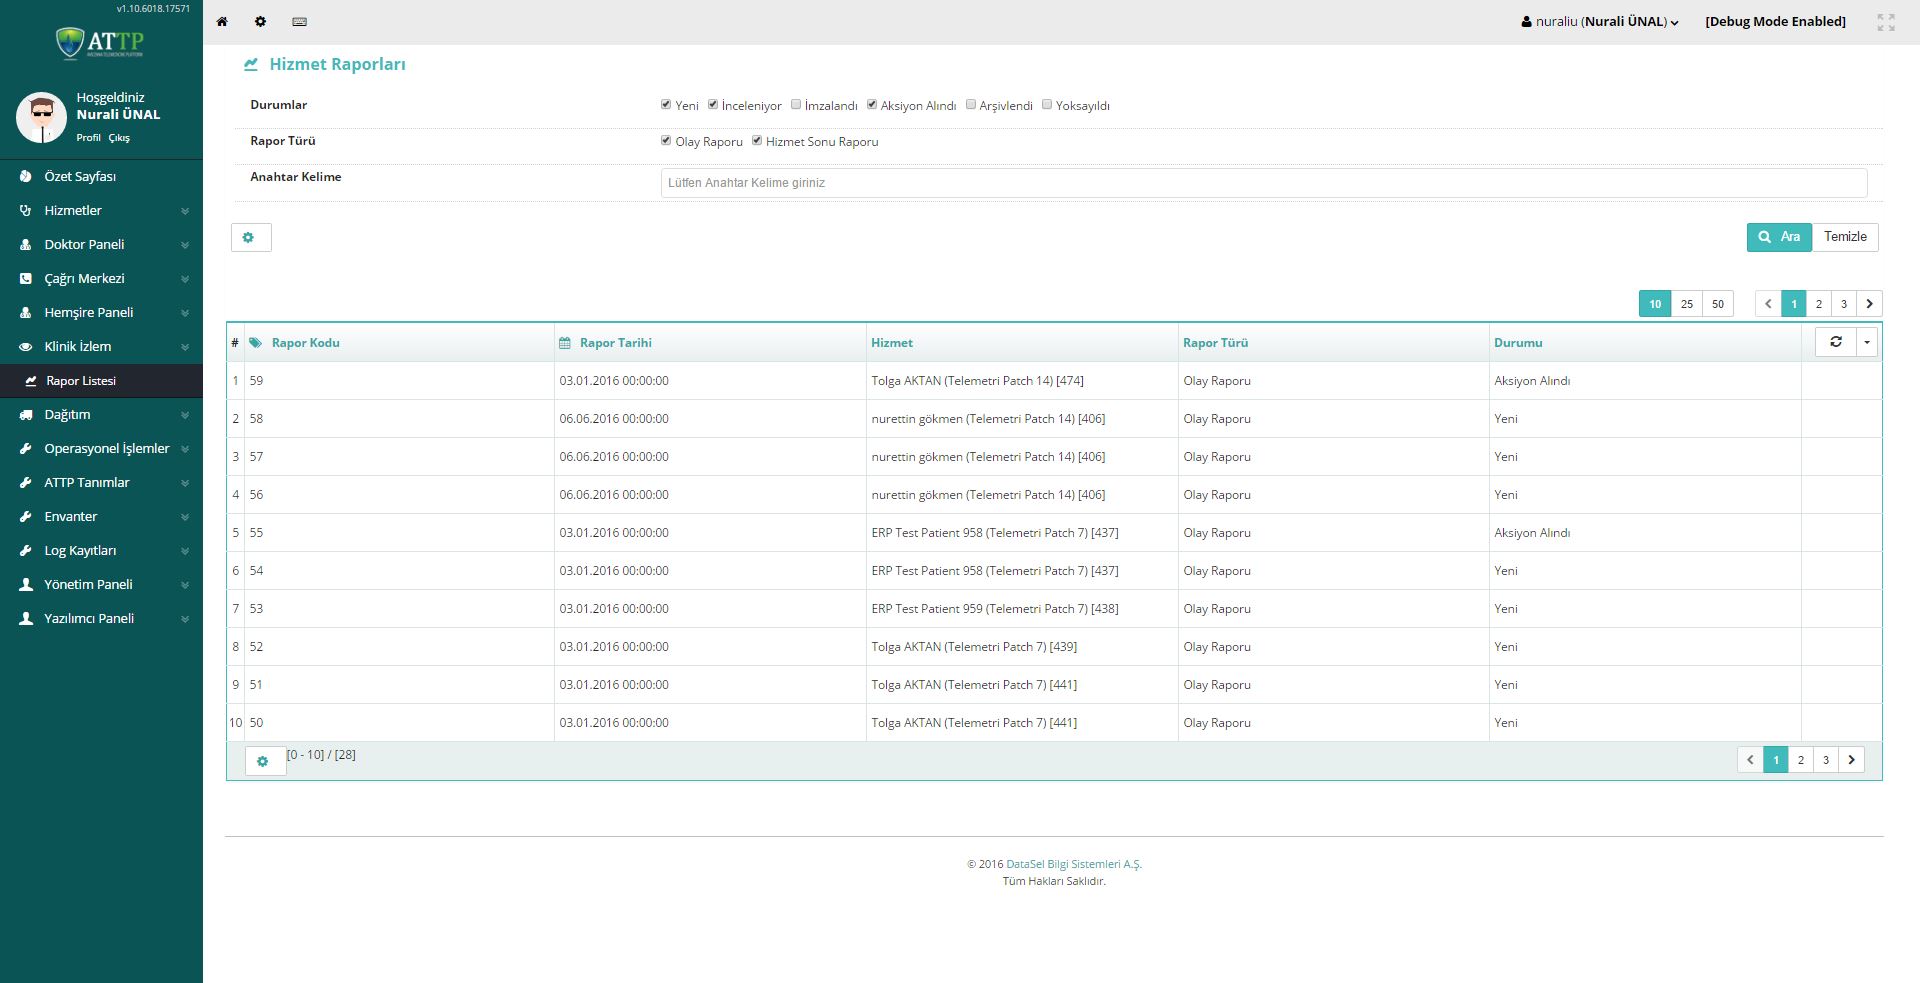 v1.10.6018.17571
ATTP
Hoşgeldiniz
Nurali ÜNAL
Profil Çıkış
Özet Sayfası
Hizmetler
Doktor Paneli
Çağrı Merkezi
Hemşire Paneli
Klinik İzlem
Rapor Listesi
Dağıtım
Operasyonel İşlemler
ATTP Tanımlar
Envanter
Log Kayıtları
Yönetim Paneli
Yazılımcı Paneli
nuraliu (Nurali ÜNAL) [Debug Mode Enabled]
Hizmet Raporları
Durumlar Yeni İnceleniyor İmzalandı Aksiyon Alındı Arşivlendi Yoksayıldı
Rapor Türü Olay Raporu Hizmet Sonu Raporu
Anahtar Kelime Lütfen Anahtar Kelime giriniz
Ara Temizle
10 25 50 1 2 3
# Rapor Kodu Rapor Tarihi Hizmet Rapor Türü Durumu
1 59 03.01.2016 00:00:00 Tolga AKTAN (Telemetri Patch 14) [474] Olay Raporu Aksiyon Alındı
2 58 06.06.2016 00:00:00 nurettin gökmen (Telemetri Patch 14) [406] Olay Raporu Yeni
3 57 06.06.2016 00:00:00 nurettin gökmen (Telemetri Patch 14) [406] Olay Raporu Yeni
4 56 06.06.2016 00:00:00 nurettin gökmen (Telemetri Patch 14) [406] Olay Raporu Yeni
5 55 03.01.2016 00:00:00 ERP Test Patient 958 (Telemetri Patch 7) [437] Olay Raporu Aksiyon Alındı
6 54 03.01.2016 00:00:00 ERP Test Patient 958 (Telemetri Patch 7) [437] Olay Raporu Yeni
7 53 03.01.2016 00:00:00 ERP Test Patient 959 (Telemetri Patch 7) [438] Olay Raporu Yeni
8 52 03.01.2016 00:00:00 Tolga AKTAN (Telemetri Patch 7) [439] Olay Raporu Yeni
9 51 03.01.2016 00:00:00 Tolga AKTAN (Telemetri Patch 7) [441] Olay Raporu Yeni
10 50 03.01.2016 00:00:00 Tolga AKTAN (Telemetri Patch 7) [441] Olay Raporu Yeni
[0 - 10] / [28] 1 2 3
© 2016 DataSel Bilgi Sistemleri A.Ş.
Tüm Hakları Saklıdır.